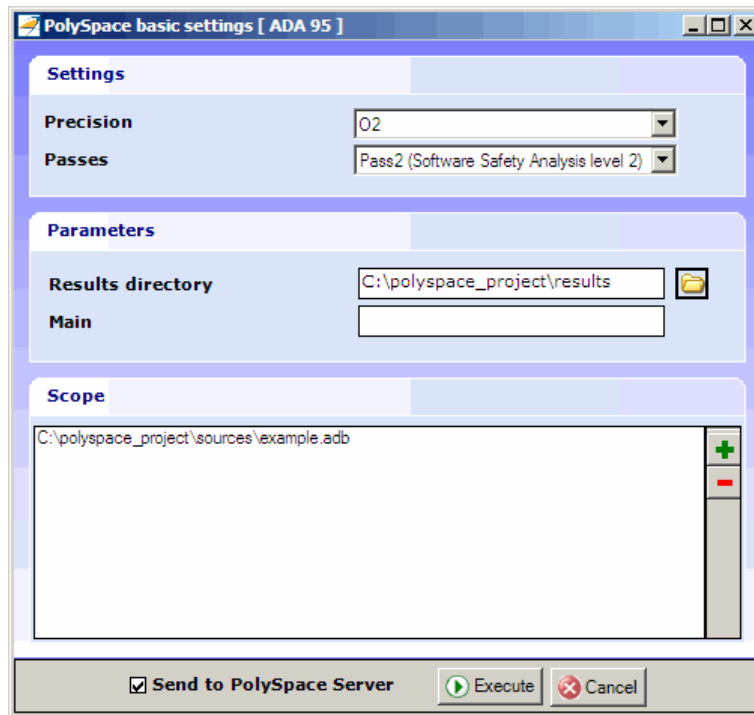 PolySpace basic settings [ ADA 95 ]
Settings
Precision O2
Passes Pass2 (Software Safety Analysis level 2)
Parameters
Results directory C:\polyspace_project\results
Main
Scope
C:\polyspace_project\sources\example.adb
Send to PolySpace Server Execute Cancel